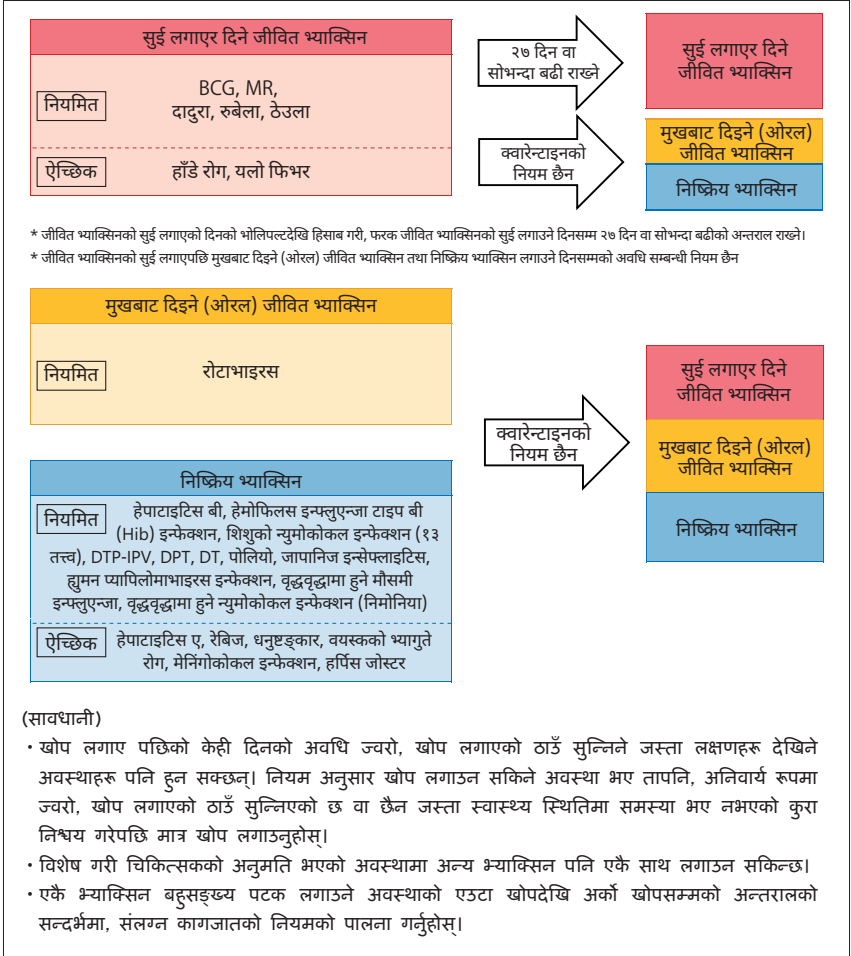 सुई लगाएर दिने जीवित भ्याक्सिन
नियमित
BCG, MR,
दादुरा, रुबेला, ठेउला
ऐच्छिक
हाँडे रोग, यलो फिभर
२७ दिन वा
सोभन्दा बढी राख्ने
क्वारेन्टाइनको
नियम छैन
सुई लगाएर दिने
जीवित भ्याक्सिन
मुखबाट दिइने (ओरल)
जीवित भ्याक्सिन
निष्क्रिय भ्याक्सिन
* जीवित भ्याक्सिनको सुई लगाएको दिनको भोलिपल्टदेखि हिसाब गरी, फरक जीवित भ्याक्सिनको सुई लगाउने दिनसम्म २७ दिन वा सोभन्दा बढीको अन्तराल राख्ने।
* जीवित भ्याक्सिनको सुई लगाएपछि मुखबाट दिइने (ओरल) जीवित भ्याक्सिन तथा निष्क्रिय भ्याक्सिन लगाउने दिनसम्मको अवधि सम्बन्धी नियम छैन
मुखबाट दिइने (ओरल) जीवित भ्याक्सिन
नियमित
रोटाभाइरस
निष्क्रिय भ्याक्सिन
नियमित
हेपाटाइटिस बी, हेमोफिलस इन्फ्लुएन्जा टाइप बी
(Hib) इन्फेक्शन, शिशुको न्युमोकोकल इन्फेक्शन (१३
तत्त्व), DTP-IPV, DPT, DT, पोलियो, जापानिज इन्सेफ्लाइटिस,
ह्युमन प्यापिलोमाभाइरस इन्फेक्शन, वृद्धवृद्धामा हुने मौसमी
इन्फ्लुएन्जा, वृद्धवृद्धामा हुने न्युमोकोकल इन्फेक्शन (निमोनिया)
ऐच्छिक
हेपाटाइटिस ए, रेबिज, धनुष्टङ्कार, वयस्कको भ्यागुते
रोग, मेनिंगोकोकल इन्फेक्शन, हर्पिस जोस्टर
क्वारेन्टाइनको
नियम छैन
सुई लगाएर दिने
जीवित भ्याक्सिन
मुखबाट दिइने (ओरल)
जीवित भ्याक्सिन
निष्क्रिय भ्याक्सिन
(सावधानी)
・खोप लगाए पछिको केही दिनको अवधि ज्वरो, खोप लगाएको ठाउँ सुन्निने जस्ता लक्षणहरू देखिने
अवस्थाहरू पनि हुन सक्छन्। नियम अनुसार खोप लगाउन सकिने अवस्था भए तापनि, अनिवार्य रूपमा
ज्वरो, खोप लगाएको ठाउँ सुन्निएको छ वा छैन जस्ता स्वास्थ्य स्थितिमा समस्या भए नभएको कुरा
निश्चय गरेपछि मात्र खोप लगाउनुहोस्।
・विशेष गरी चिकित्सकको अनुमति भएको अवस्थामा अन्य भ्याक्सिन पनि एकै साथ लगाउन सकिन्छ।
・एकै भ्याक्सिन बहुसङ्ख्य पटक लगाउने अवस्थाको एउटा खोपदेखि अर्को खोपसम्मको अन्तरालको
सन्दर्भमा, संलग्न कागजातको नियमको पालना गर्नुहोस्।